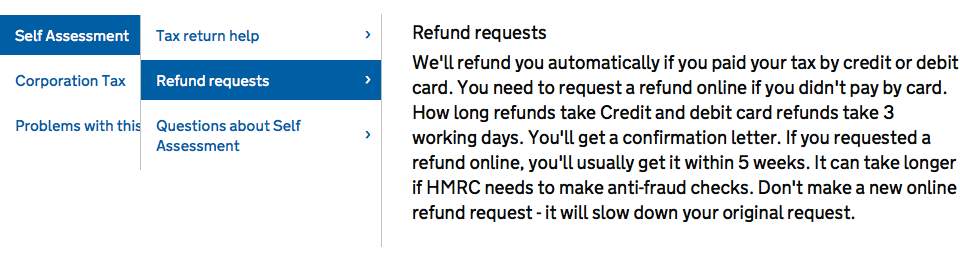 Self Assessment
Corporation Tax
Problems with this
Tax return help
Refund requests
Questions about Self
Assessment
Refund requests
We'll refund you automatically if you paid your tax by credit or debit
card. You need to request a refund online if you didn't pay by card.
How long refunds take Credit and debit card refunds take 3
working days. You'll get a confirmation letter. If you requested a
refund online, you'll usually get it within 5 weeks. It can take longer
if HMRC needs to make anti-fraud checks. Don't make a new online
refund request - it will slow down your original request.